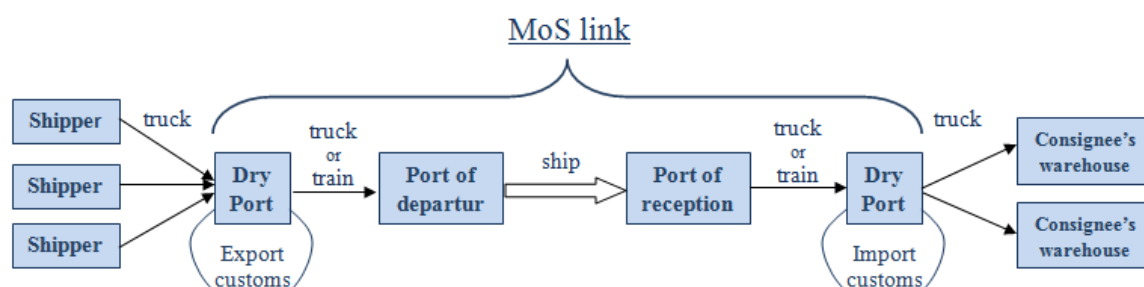 MoS link
Shipper
Shipper
Shipper
truck
Dry
Port
Export
customs
truck
or
train
Port of
departur
ship
Port of
reception
truck
or
train
Dry
Port
Import
customs
truck
Consignee's
warehouse
Consignee's
warehouse